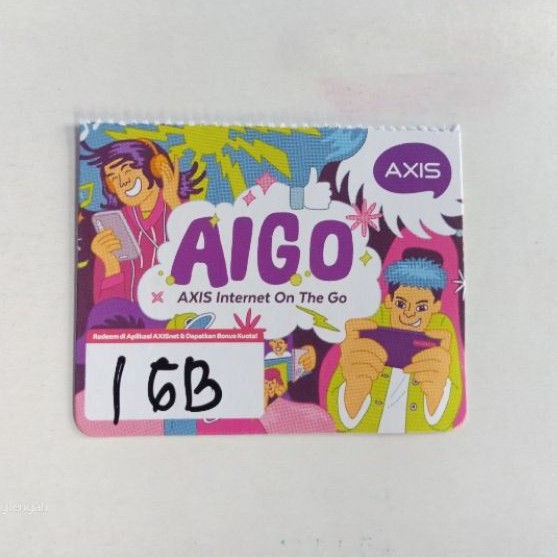 AXIS
AIGO
AXIS Internet On The Go
Redeem di Aplikasi AXISnet & Dapatkan Bonus Kuota!
1 GB